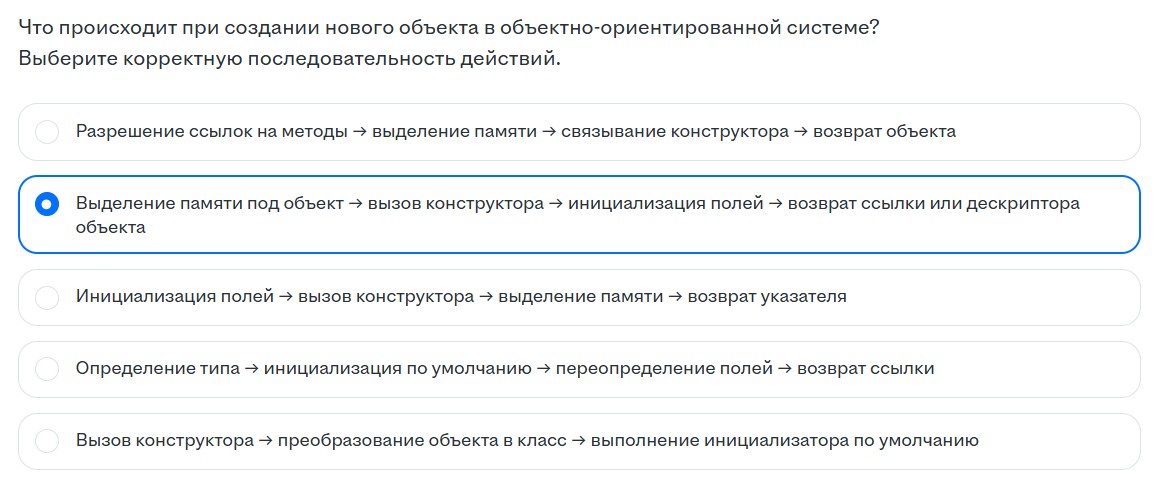 Что происходит при создании нового объекта в объектно-ориентированной системе?
Выберите корректную последовательность действий.
Разрешение ссылок на методы → выделение памяти → связывание конструктора → возврат объекта
Выделение памяти под объект → вызов конструктора → инициализация полей → возврат ссылки или дескриптора
объекта
Инициализация полей → вызов конструктора → выделение памяти → возврат указателя
Определение типа → инициализация по умолчанию → переопределение полей → возврат ссылки
Вызов конструктора → преобразование объекта в класс → выполнение инициализатора по умолчанию